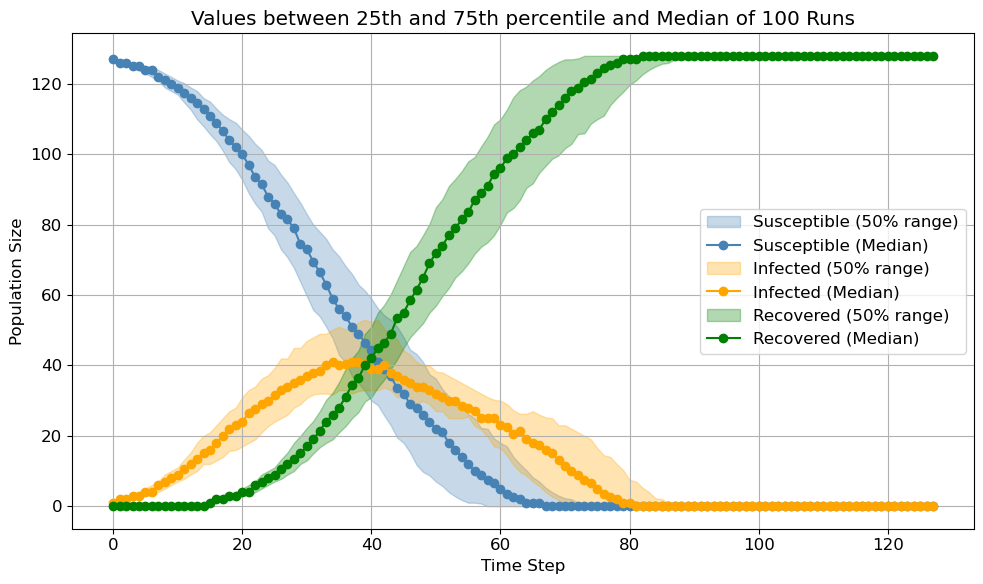 Values between 25th and 75th percentile and Median of 100 Runs
Population Size
120
100
80
60
40
20
0
Susceptible (50% range)
Susceptible (Median)
Infected (50% range)
Infected (Median)
Recovered (50% range)
Recovered (Median)
0 20 40 60 80 100 120
Time Step